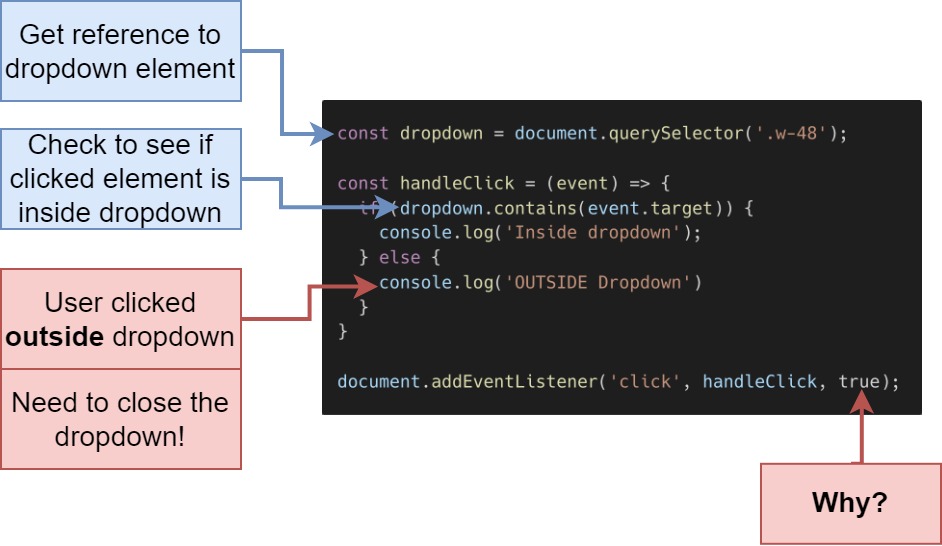 Get reference to
dropdown element
Check to see if
clicked element is
inside dropdown
User clicked
outside dropdown
Need to close the
dropdown!
const dropdown = document.querySelector('.w-48');
const handleClick = (event) => {
if (dropdown.contains(event.target)) {
console.log('Inside dropdown');
} else {
console.log('OUTSIDE Dropdown')
}
}
document.addEventListener('click', handleClick, true);
Why?